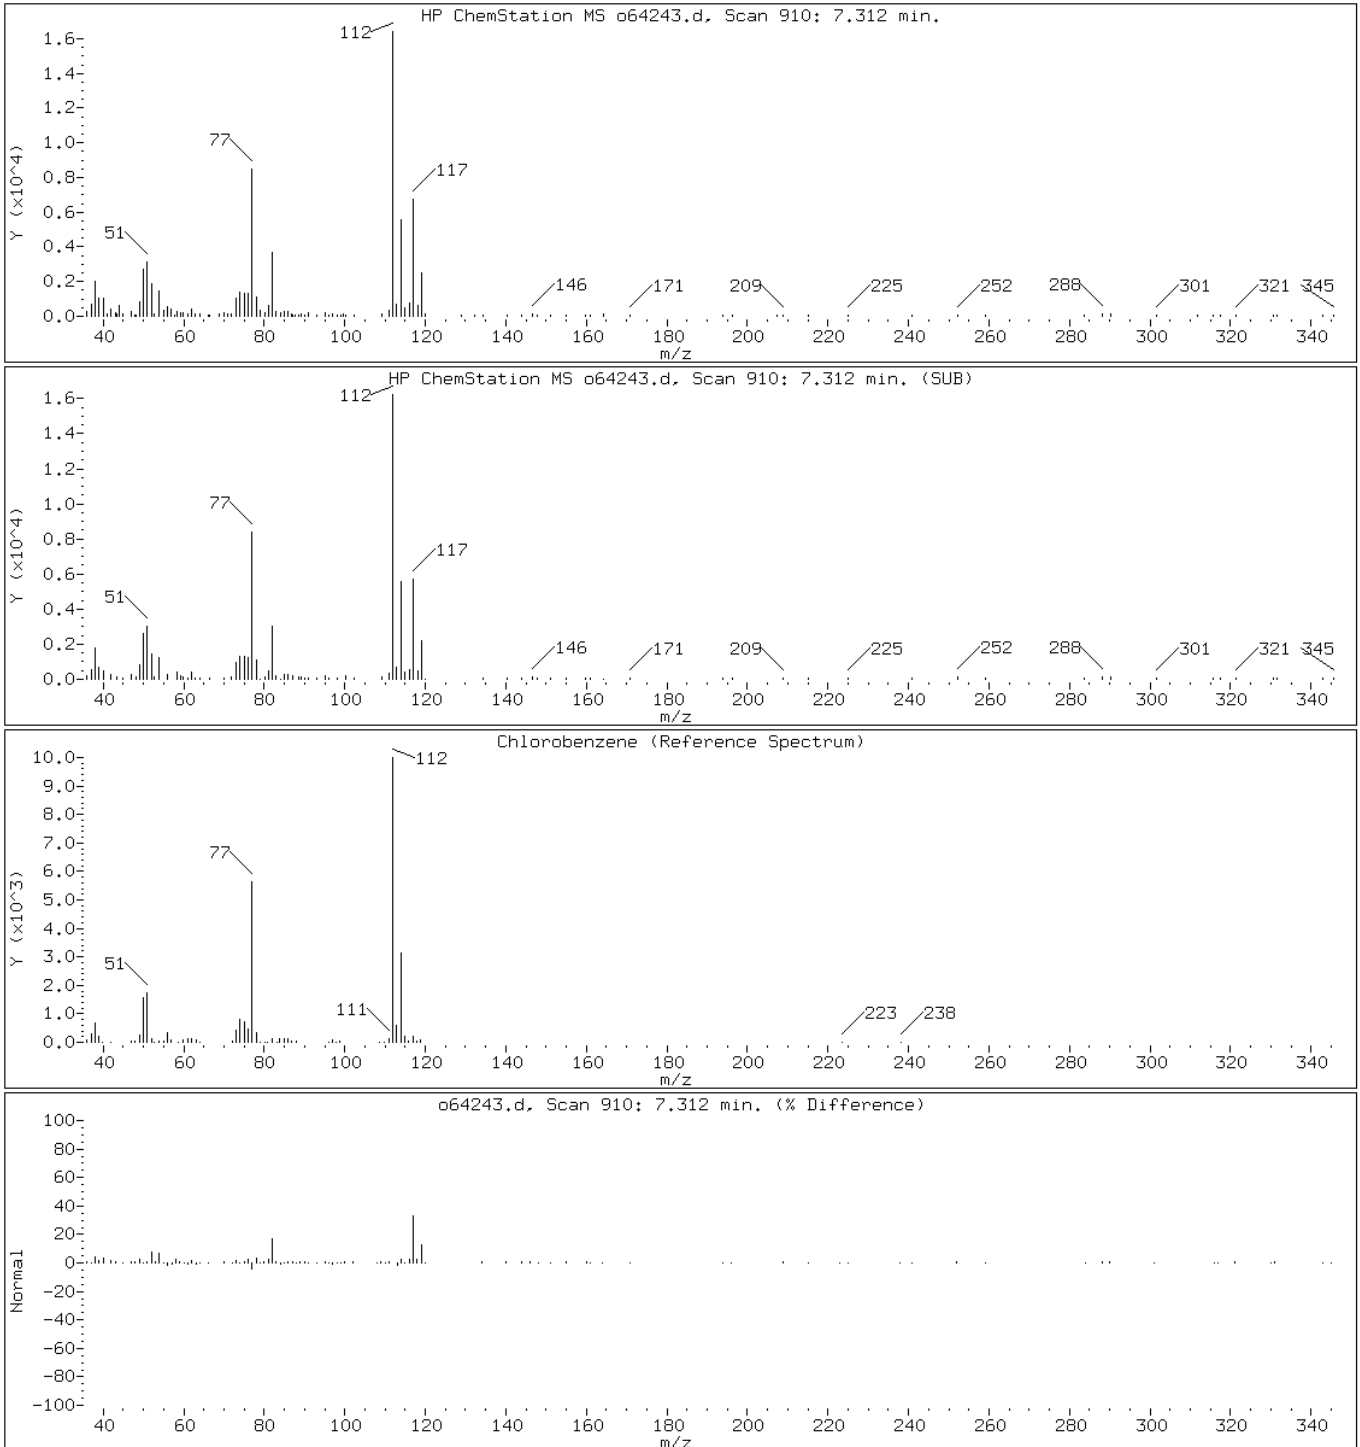 HP ChemStation MS o64243.d, Scan 910: 7.312 min.
Y (x10^4)
1.6
1.4
1.2
1.0
0.8
0.6
0.4
0.2
0.0
112
77
117
51
146 171 209 225 252 288 301 321 345
40 60 80 100 120 140 160 180 200 220 240 260 280 300 320 340
m/z
HP ChemStation MS o64243.d, Scan 910: 7.312 min. (SUB)
Y (x10^4)
1.6
1.4
1.2
1.0
0.8
0.6
0.4
0.2
0.0
112
77
117
51
146 171 209 225 252 288 301 321 345
40 60 80 100 120 140 160 180 200 220 240 260 280 300 320 340
m/z
Chlorobenzene (Reference Spectrum)
Y (x10^3)
10.0
9.0
8.0
7.0
6.0
5.0
4.0
3.0
2.0
1.0
0.0
112
77
51
111 223 238
40 60 80 100 120 140 160 180 200 220 240 260 280 300 320 340
m/z
o64243.d, Scan 910: 7.312 min. (% Difference)
Normal
100
80
60
40
20
0
-20
-40
-60
-80
-100
40 60 80 100 120 140 160 180 200 220 240 260 280 300 320 340
m/z